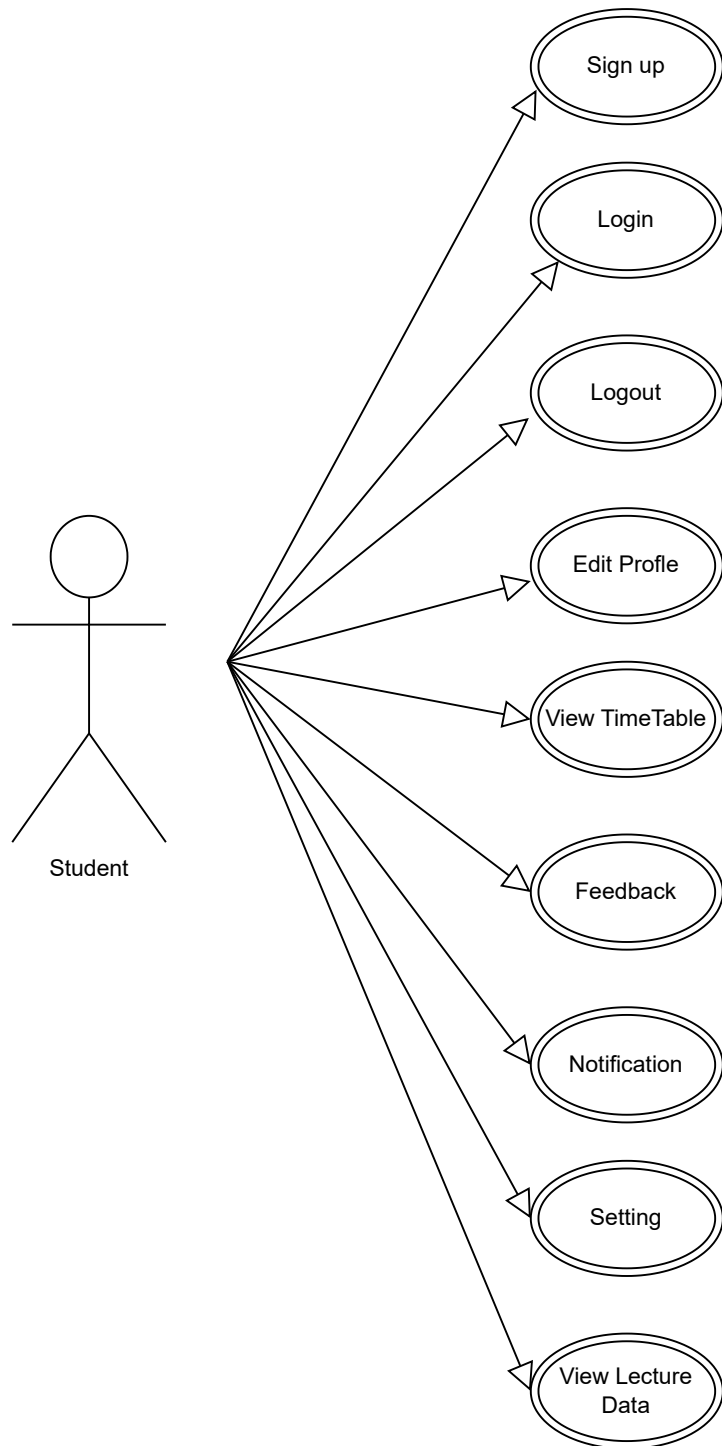 Sign up
Login
Logout
Edit Profle
View TimeTable
Student
Feedback
Notification
Setting
View Lecture
Data